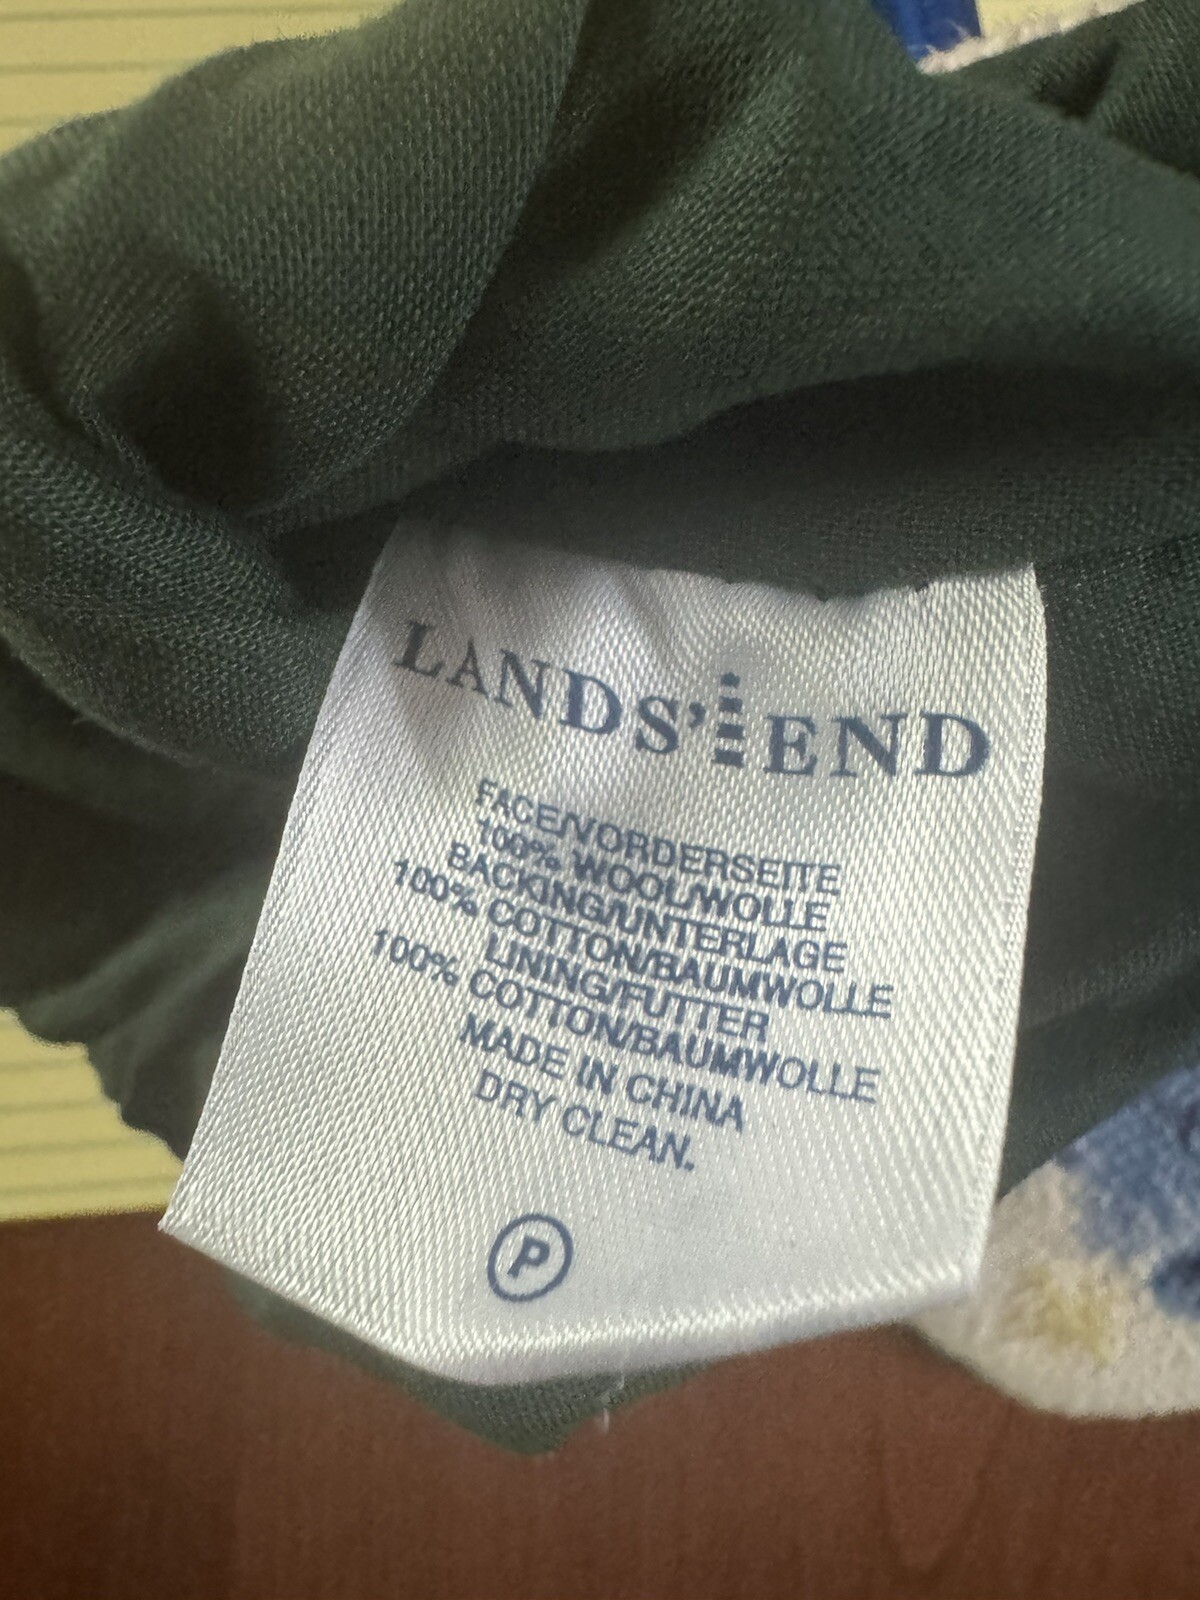 LANDS' END
FACE/VORDERSEITE
100% WOOL/WOLLE
BACKING/UNTERLAGE
100% COTTON/BAUMWOLLE
LINING/FUTTER
100% COTTON/BAUMWOLLE
MADE IN CHINA
DRY CLEAN.
P